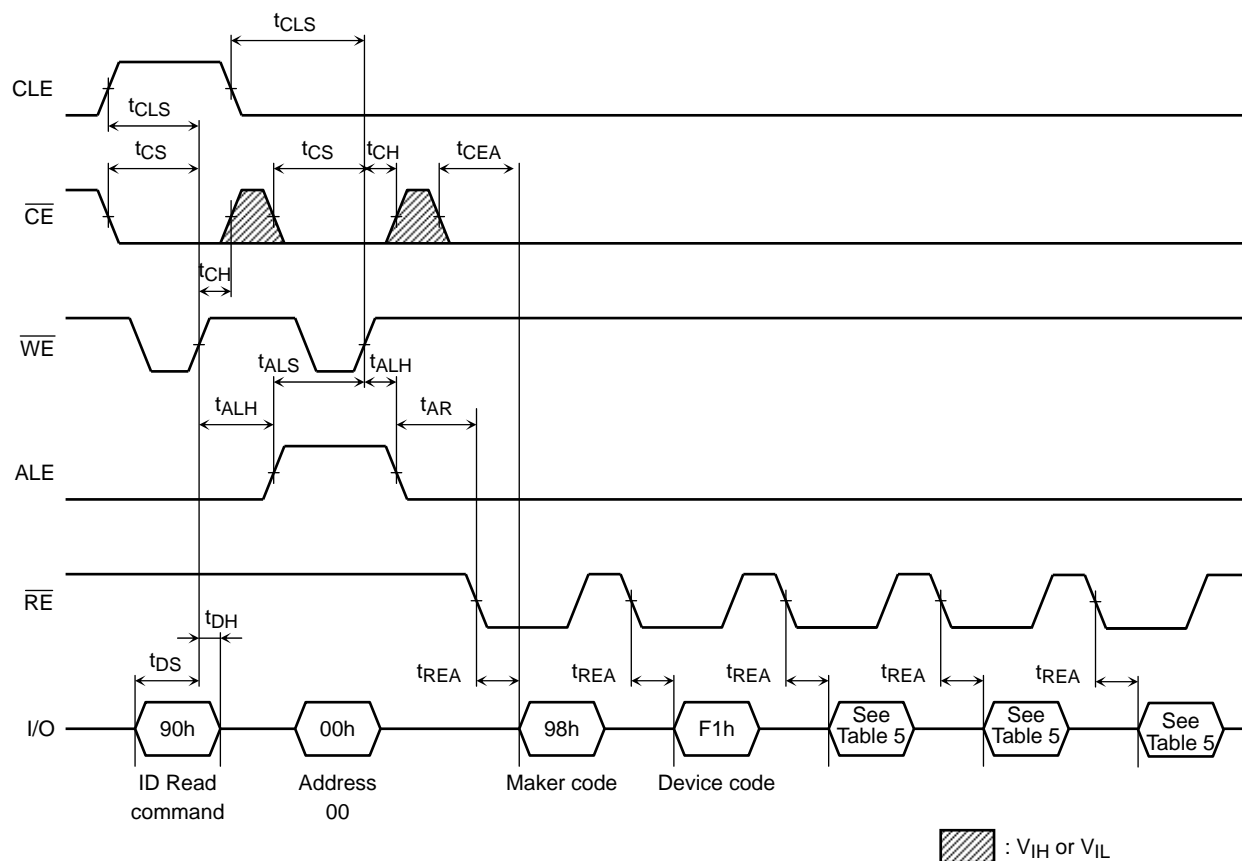 tCLS
CLE
tCLS
tCS
tCS
tCH
tCEA
CE
tCH
WE
tALS
tALH
tALH
tAR
ALE
RE
tDH
tDS
tREA
tREA
tREA
tREA
tREA
I/O
90h
00h
98h
F1h
See
Table 5
See
Table 5
See
Table 5
ID Read
command
Address
00
Maker code
Device code
: VIH or VIL